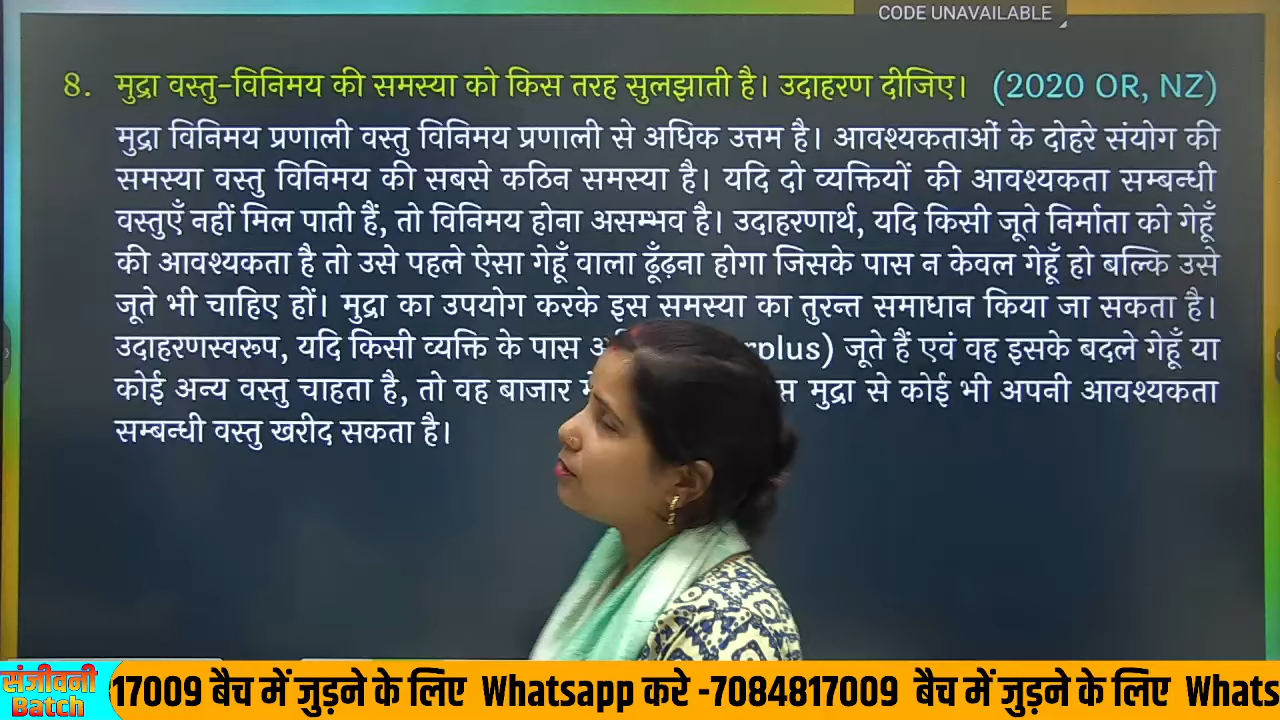 CODE UNAVAILABLE
8. मुद्रा वस्तु-विनिमय की समस्या को किस तरह सुलझाती है। उदाहरण दीजिए। (2020 OR, NZ)
मुद्रा विनिमय प्रणाली वस्तु विनिमय प्रणाली से अधिक उत्तम है। आवश्यकताओं के दोहरे संयोग की
समस्या वस्तु विनिमय की सबसे कठिन समस्या है। यदि दो व्यक्तियों की आवश्यकता सम्बन्धी
वस्तुएँ नहीं मिल पाती हैं, तो विनिमय होना असम्भव है। उदाहरणार्थ, यदि किसी जूते निर्माता को गेहूँ
की आवश्यकता है तो उसे पहले ऐसा गेहूँ वाला ढूँढ़ना होगा जिसके पास न केवल गेहूँ हो बल्कि उसे
जूते भी चाहिए हों। मुद्रा का उपयोग करके इस समस्या का तुरन्त समाधान किया जा सकता है।
उदाहरणस्वरूप, यदि किसी व्यक्ति के पास rplus) जूते हैं एवं वह इसके बदले गेहूँ या
कोई अन्य वस्तु चाहता है, तो वह बाजार मुद्रा से कोई भी अपनी आवश्यकता
सम्बन्धी वस्तु खरीद सकता है।
संजीवनी
Batch
17009 बैच में जुड़ने के लिए Whatsapp करे -7084817009 बैच में जुड़ने के लिए Whats